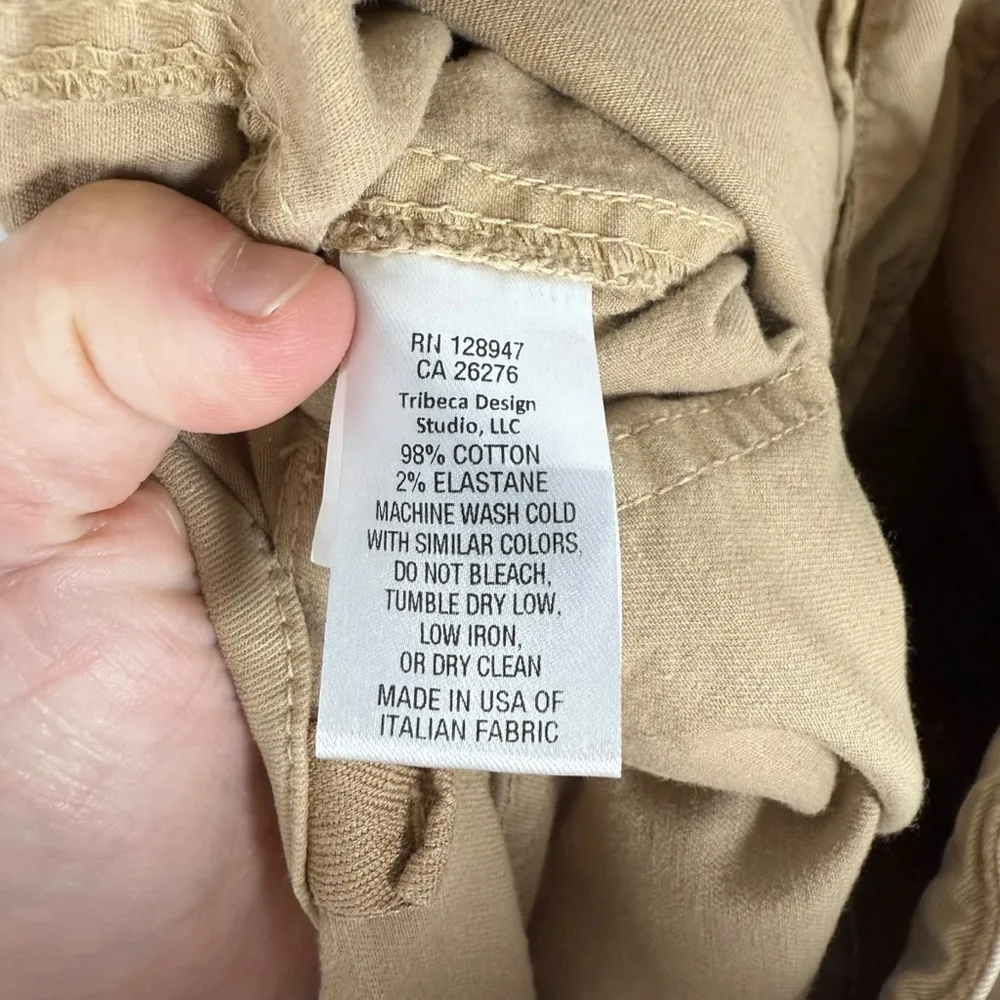 RN 128947
CA 26276
Tribeca Design
Studio, LLC
98% COTTON
2% ELASTANE
MACHINE WASH COLD
WITH SIMILAR COLORS,
DO NOT BLEACH,
TUMBLE DRY LOW,
LOW IRON,
OR DRY CLEAN
MADE IN USA OF
ITALIAN FABRIC